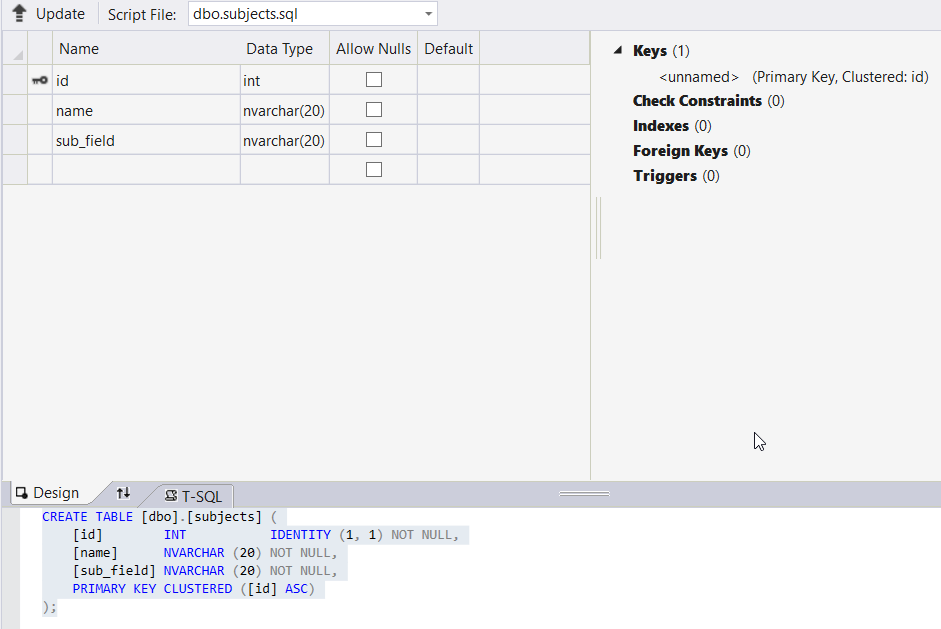 Update Script File: dbo.subjects.sql
Name Data Type Allow Nulls Default
id int
name nvarchar(20)
sub_field nvarchar(20)
Keys (1)
<unnamed> (Primary Key, Clustered: id)
Check Constraints (0)
Indexes (0)
Foreign Keys (0)
Triggers (0)
Design T-SQL
CREATE TABLE [dbo].[subjects] (
[id] INT IDENTITY (1, 1) NOT NULL,
[name] NVARCHAR (20) NOT NULL,
[sub_field] NVARCHAR (20) NOT NULL,
PRIMARY KEY CLUSTERED ([id] ASC)
);